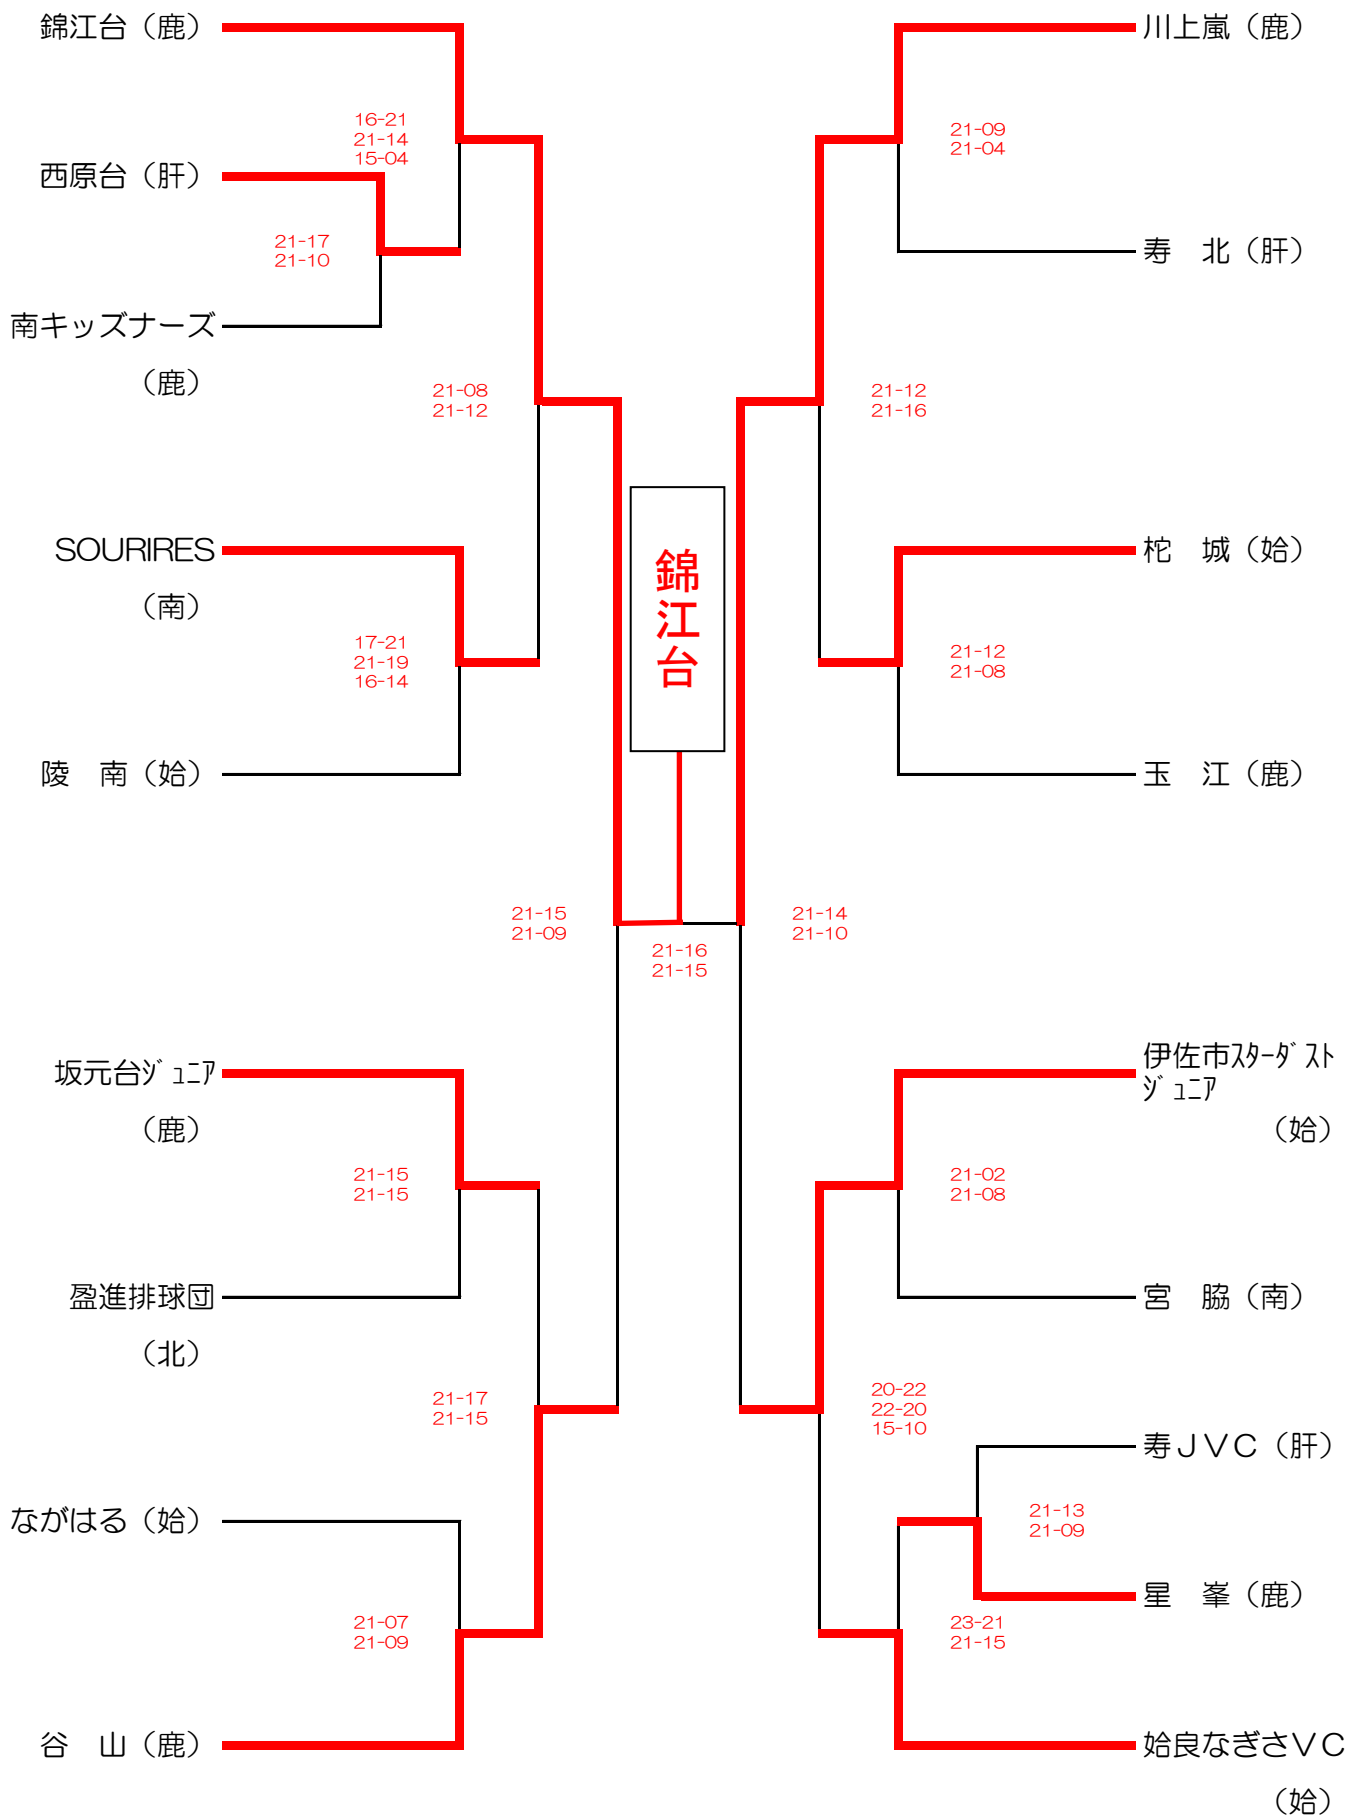 錦江台（鹿）
16-21
21-14
15-04
西原台（肝）
21-17
21-10
南キッズナーズ
（鹿）
21-08
21-12
SOURIRES
（南）
17-21
21-19
16-14
陵　南（姶）
21-15
21-09
坂元台ｼﾞｭﾆｱ
（鹿）
21-15
21-15
盈進排球団
（北）
21-17
21-15
ながはる（姶）
21-07
21-09
谷　山（鹿）
錦江台
21-16
21-15
川上嵐（鹿）
21-09
21-04
寿　北（肝）
21-12
21-16
柁　城（姶）
21-12
21-08
玉　江（鹿）
21-14
21-10
伊佐市ｽﾀｰﾀﾞｽﾄ
ｼﾞｭﾆｱ
（姶）
21-02
21-08
宮　脇（南）
20-22
22-20
15-10
寿ＪＶＣ（肝）
21-13
21-09
星　峯（鹿）
23-21
21-15
姶良なぎさＶＣ
（姶）